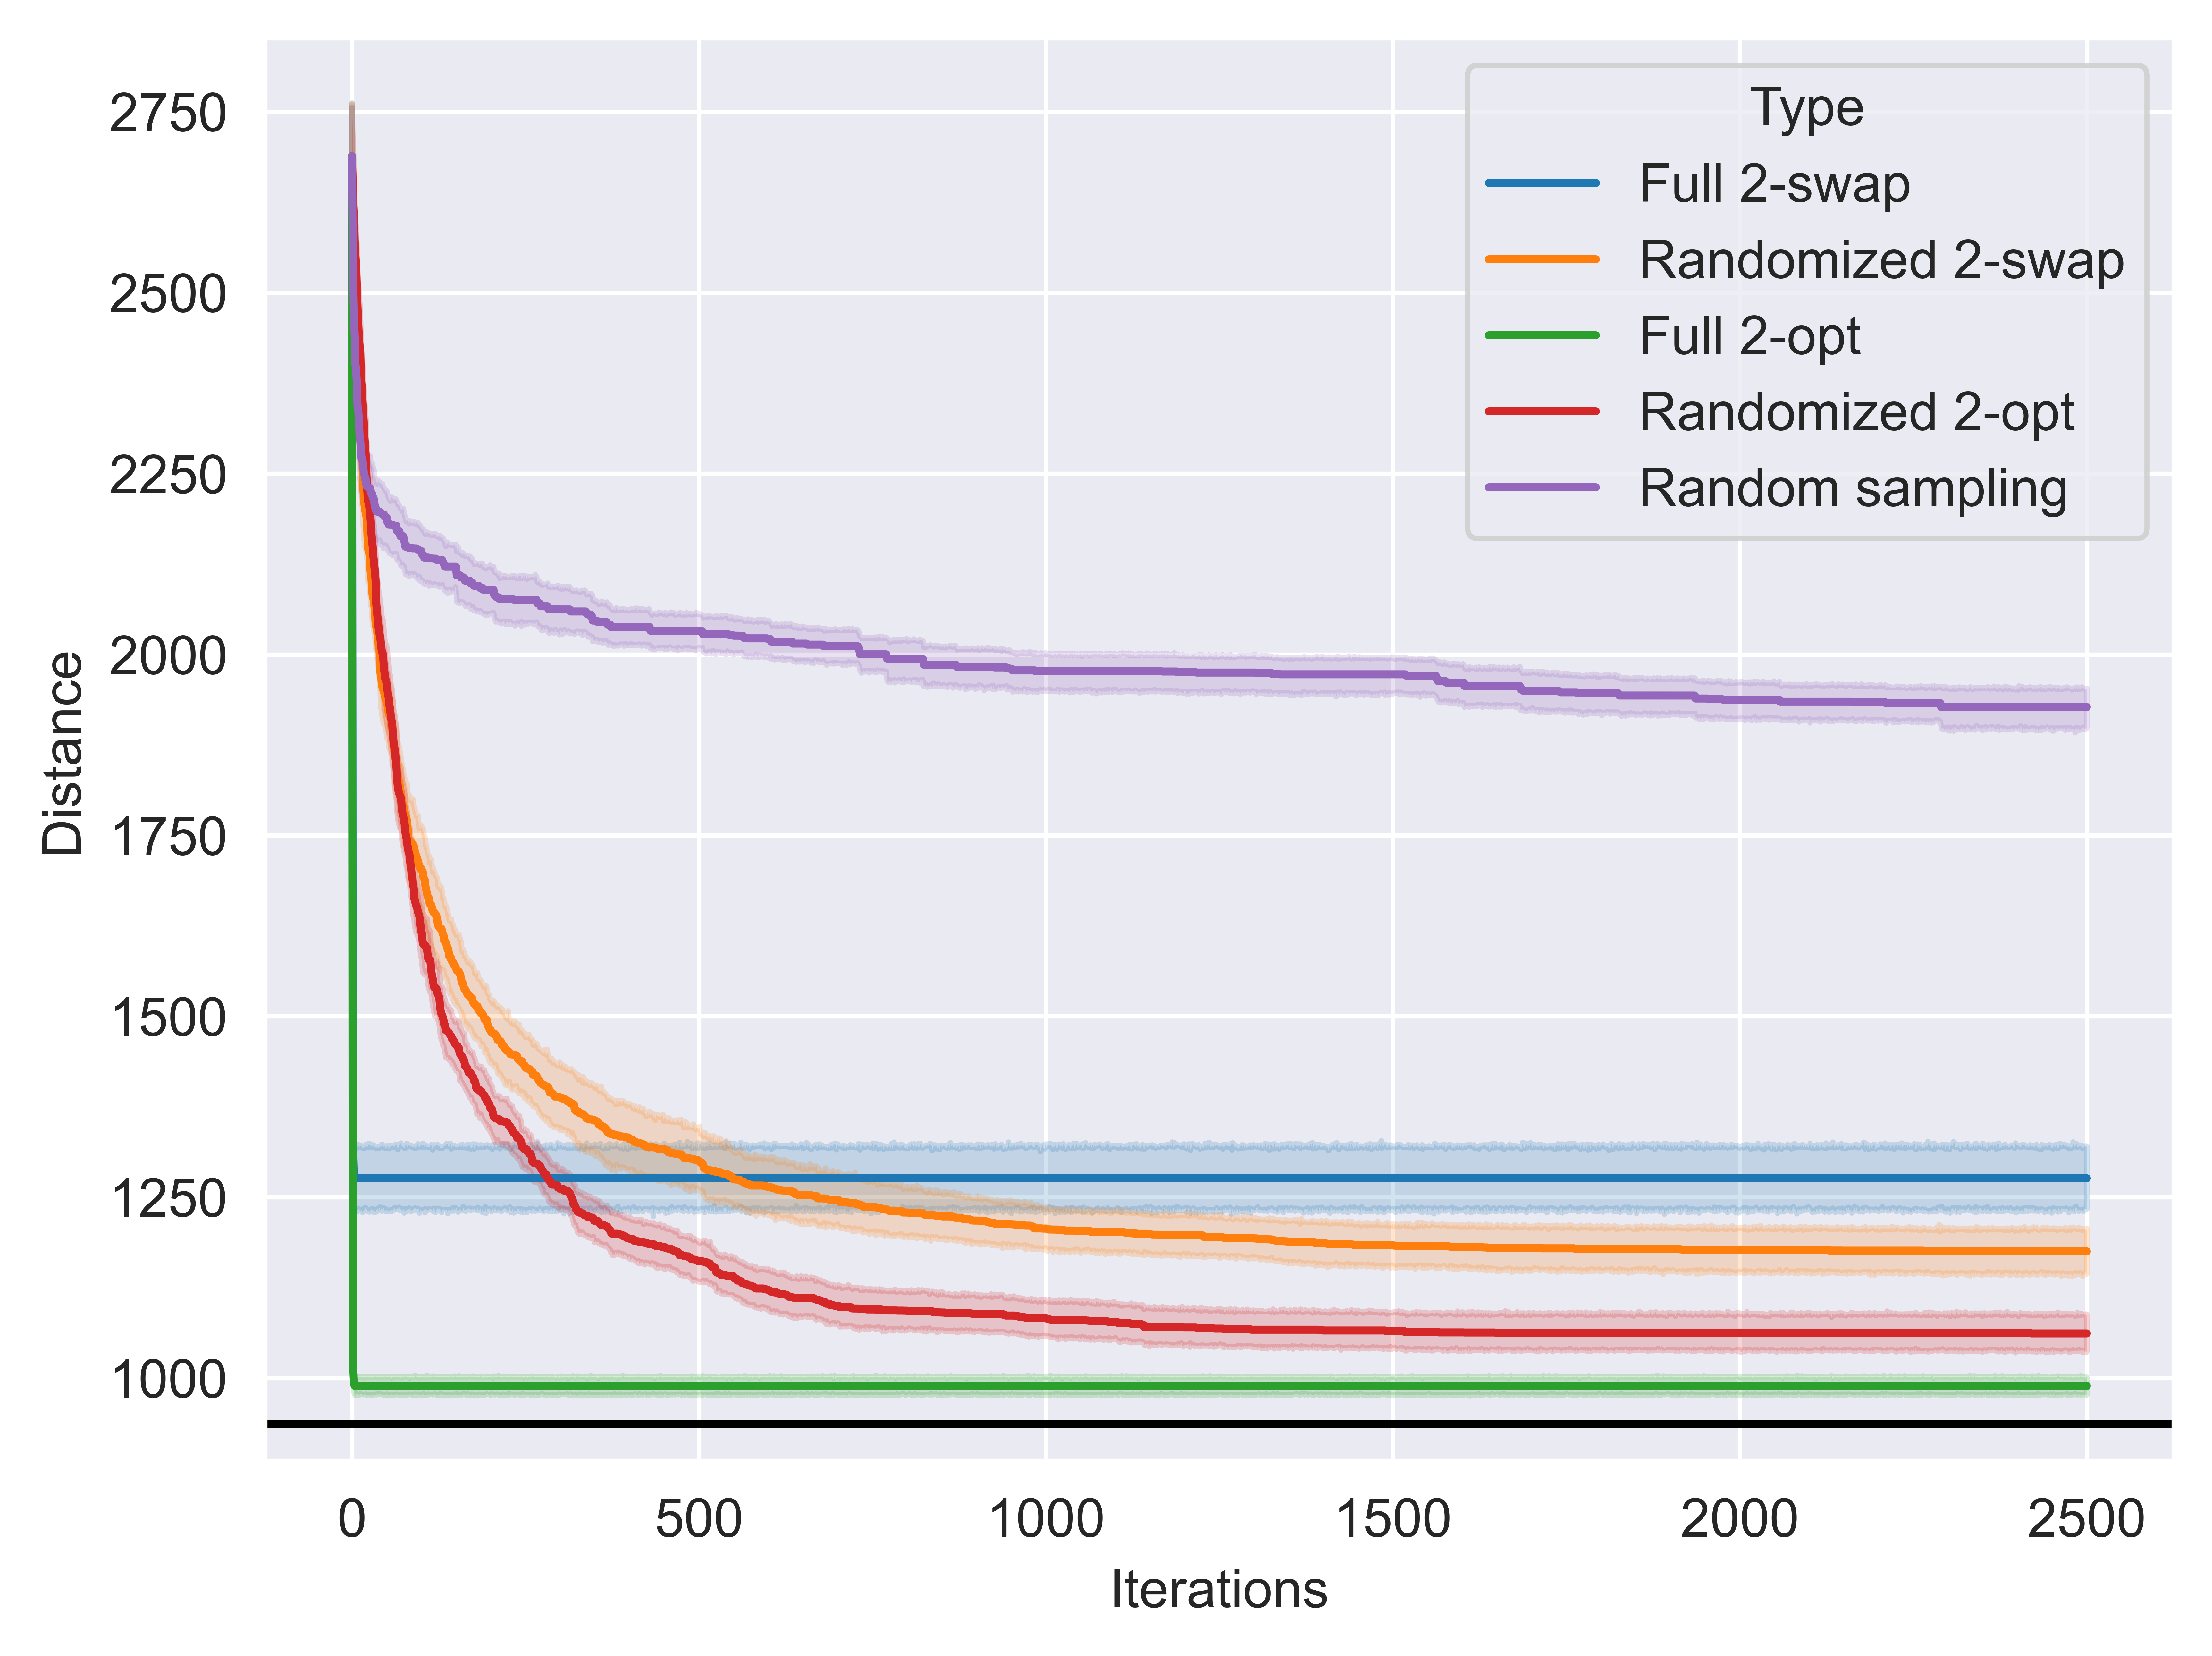 Type
Full 2-swap
Randomized 2-swap
Full 2-opt
Randomized 2-opt
Random sampling
Distance
2750
2500
2250
2000
1750
1500
1250
1000
0 500 1000 1500 2000 2500
Iterations